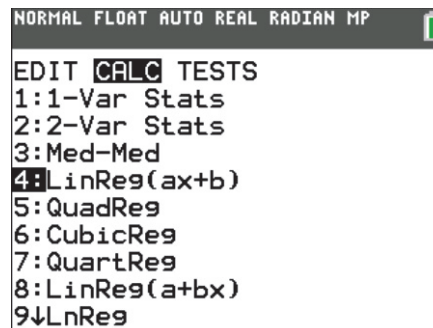 NORMAL FLOAT AUTO REAL RADIAN MP
EDIT CALC TESTS
1:1-Var Stats
2:2-Var Stats
3:Med-Med
4:LinReg(ax+b)
5:QuadReg
6:CubicReg
7:QuartReg
8:LinReg(a+bx)
9↓LnReg